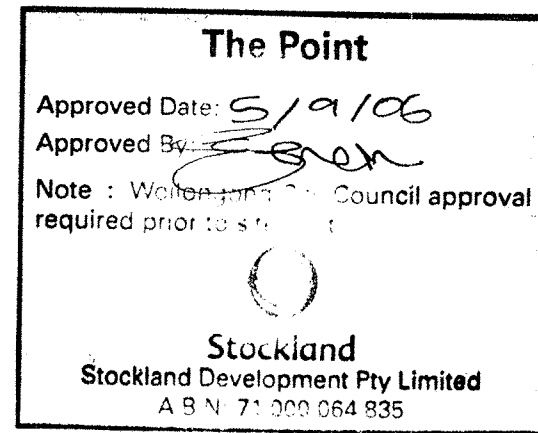 The Point
Approved Date: 5/9/06
Approved By:
Note : Wollongong Council approval
required prior to
Stockland
Stockland Development Pty Limited
A B N: 71 000 064 835